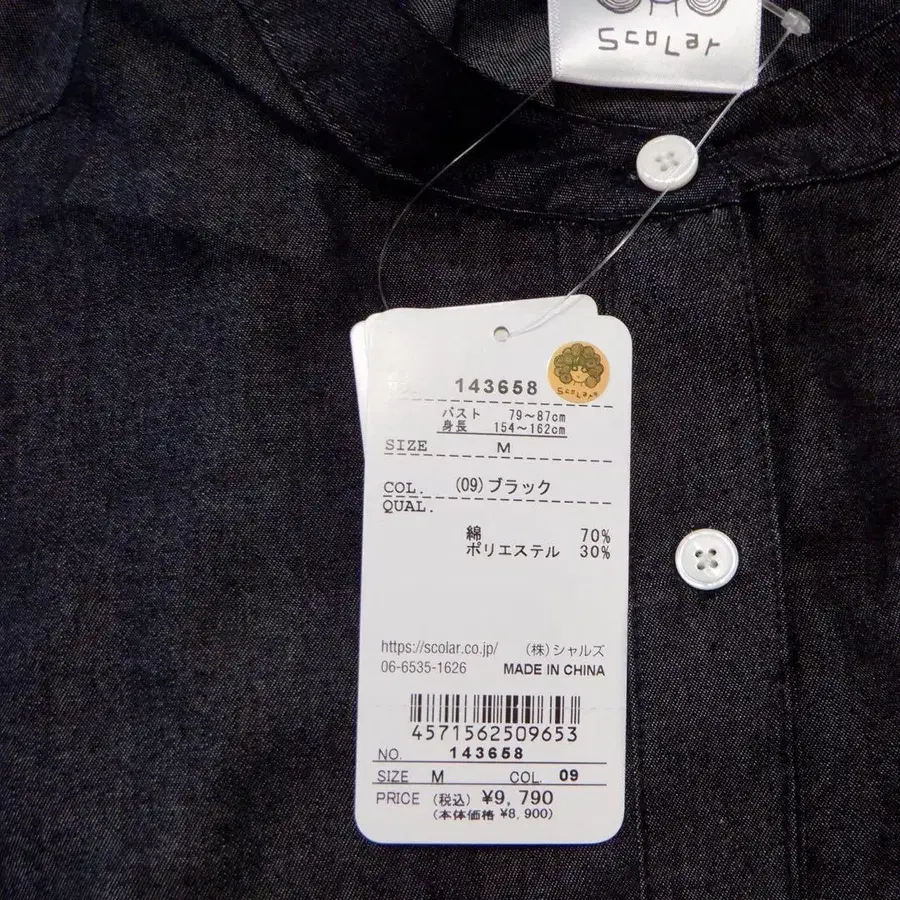 ScoLar
143658
ScoLar
バスト 79～87cm
身長 154～162cm
SIZE M
COL. (09)ブラック
QUAL.
綿 70%
ポリエステル 30%
https://scolar.co.jp/ (株)シャルズ
06-6535-1626 MADE IN CHINA
4571562509653
NO. 143658
SIZE M COL. 09
PRICE (税込) ¥9,790
(本体価格 ¥8,900)